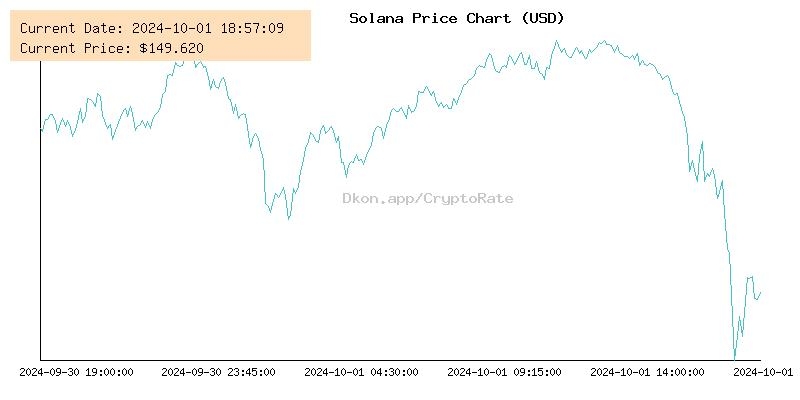 Solana Price Chart (USD)
Current Date: 2024-10-01 18:57:09
Current Price: $149.620
Dkon.app/CryptoRate
2024-09-30 19:00:00
2024-09-30 23:45:00
2024-10-01 04:30:00
2024-10-01 09:15:00
2024-10-01 14:00:00
2024-10-01